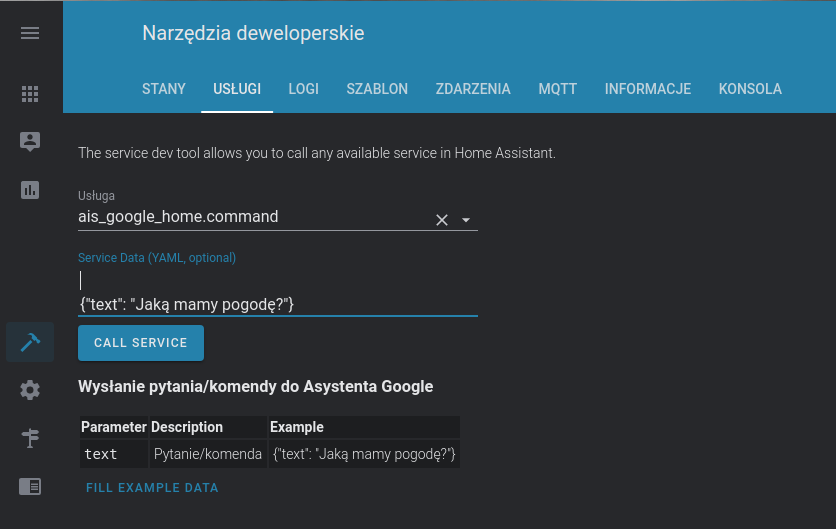 Narzędzia deweloperskie
STANY USŁUGI LOGI SZABLON ZDARZENIA MQTT INFORMACJE KONSOLA
The service dev tool allows you to call any available service in Home Assistant.
Usługa
ais_google_home.command
Service Data (YAML, optional)
{"text": "Jaką mamy pogodę?"}
CALL SERVICE
Wysłanie pytania/komendy do Asystenta Google
Parameter Description Example
text Pytanie/komenda {"text": "Jaką mamy pogodę?"}
FILL EXAMPLE DATA